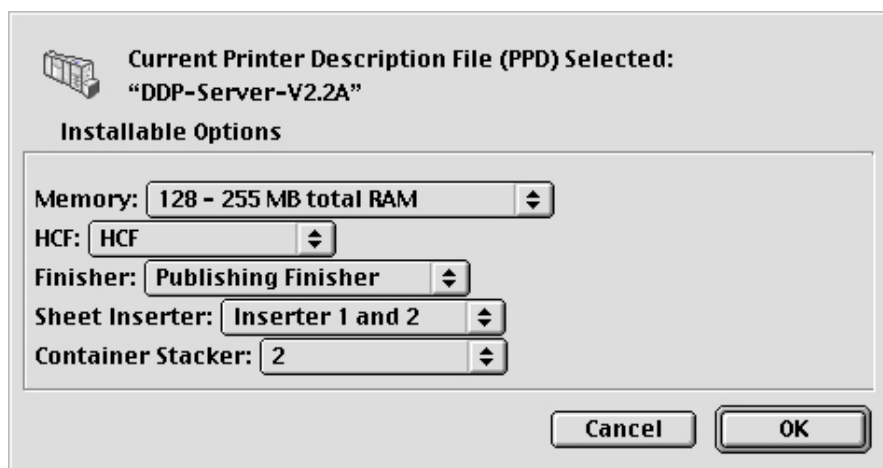 Current Printer Description File (PPD) Selected:
“DDP-Server-V2.2A”
Installable Options
Memory: 128 - 255 MB total RAM
HCF: HCF
Finisher: Publishing Finisher
Sheet Inserter: Inserter 1 and 2
Container Stacker: 2
Cancel OK